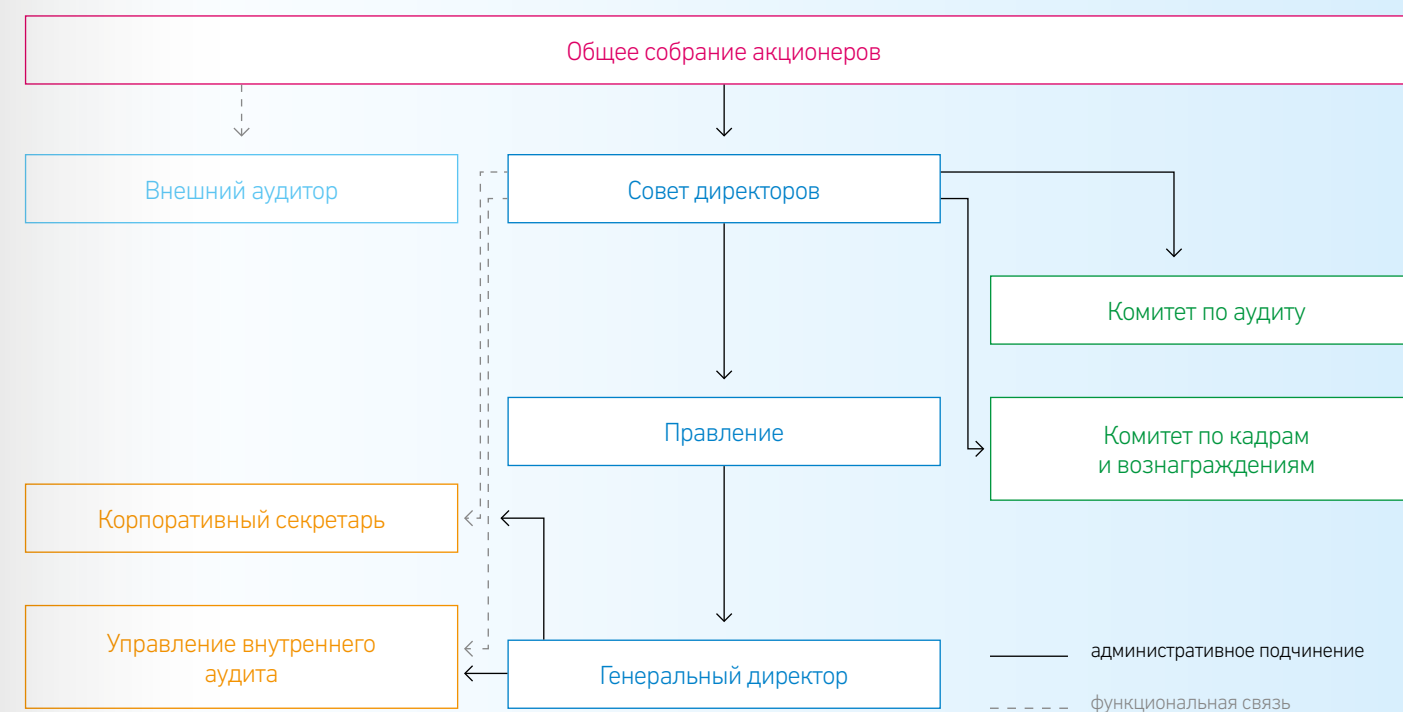 Общее собрание акционеров
Внешний аудитор
Совет директоров
Комитет по аудиту
Правление
Комитет по кадрам
и вознаграждениям
Корпоративный секретарь
Управление внутреннего
аудита
Генеральный директор
административное подчинение
функциональная связь